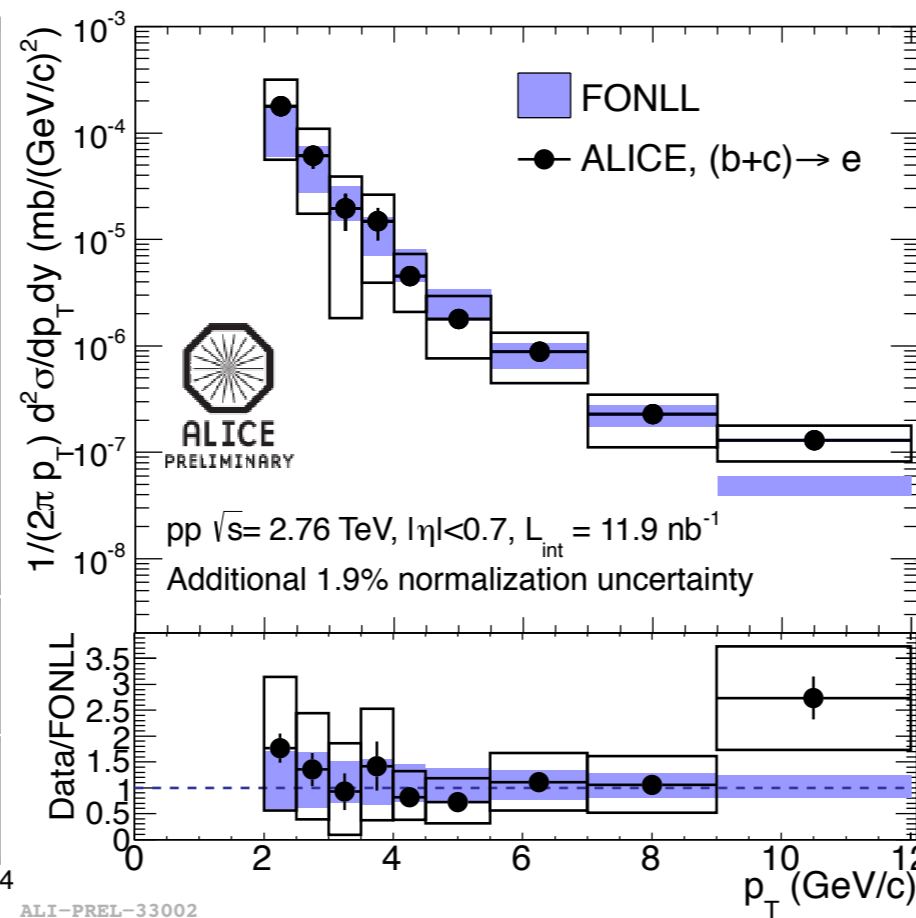 1/(2π p_T) d²σ/dp_T dy (mb/(GeV/c)²)
10⁻³
10⁻⁴
10⁻⁵
10⁻⁶
10⁻⁷
10⁻⁸
FONLL
ALICE, (b+c)→ e
ALICE
PRELIMINARY
pp √s= 2.76 TeV, |η|<0.7, L_int = 11.9 nb⁻¹
Additional 1.9% normalization uncertainty
Data/FONLL
3.5
3
2.5
2
1.5
1
0.5
0
0 2 4 6 8 10 12
p_T (GeV/c)
4
ALI-PREL-33002